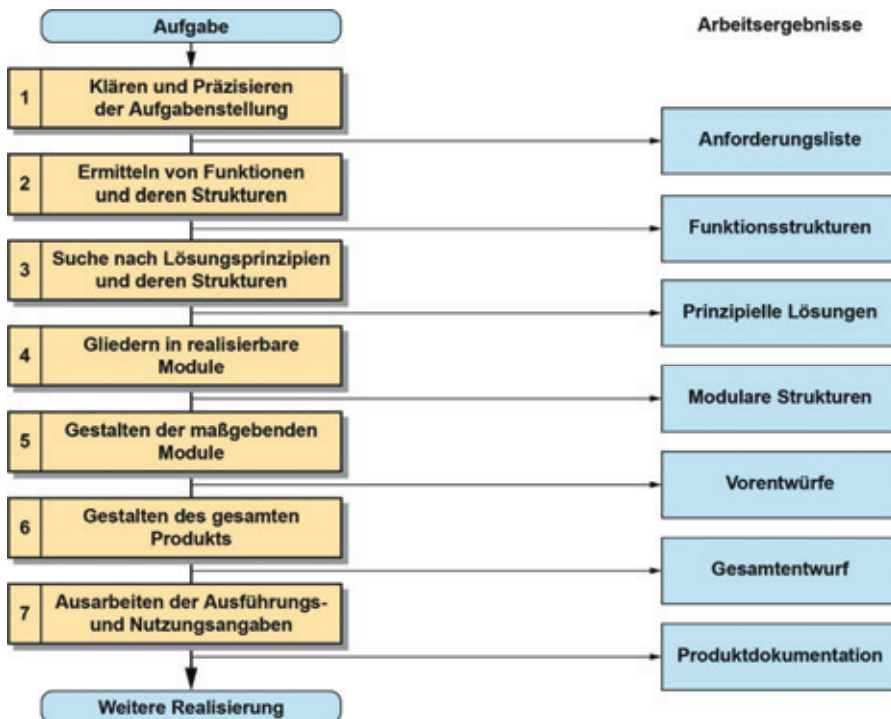 Aufgabe
Arbeitsergebnisse
1
Klären und Präzisieren
der Aufgabenstellung
Anforderungsliste
2
Ermitteln von Funktionen
und deren Strukturen
Funktionsstrukturen
3
Suche nach Lösungsprinzipien
und deren Strukturen
Prinzipielle Lösungen
4
Gliedern in realisierbare
Module
Modulare Strukturen
5
Gestalten der maßgebenden
Module
Vorentwürfe
6
Gestalten des gesamten
Produkts
Gesamtentwurf
7
Ausarbeiten der Ausführungs-
und Nutzungsangaben
Produktdokumentation
Weitere Realisierung